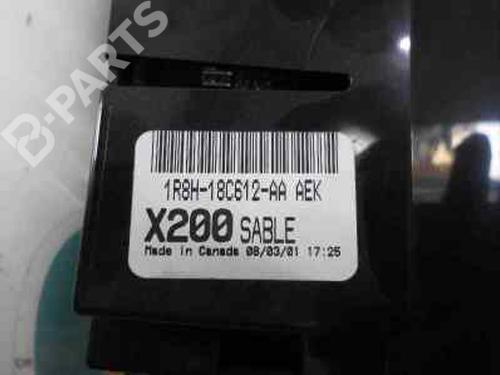 B-PARTS
1R8H-18C612-AA AEK
X200 SABLE
Made in Canada 08/03/01 17:25